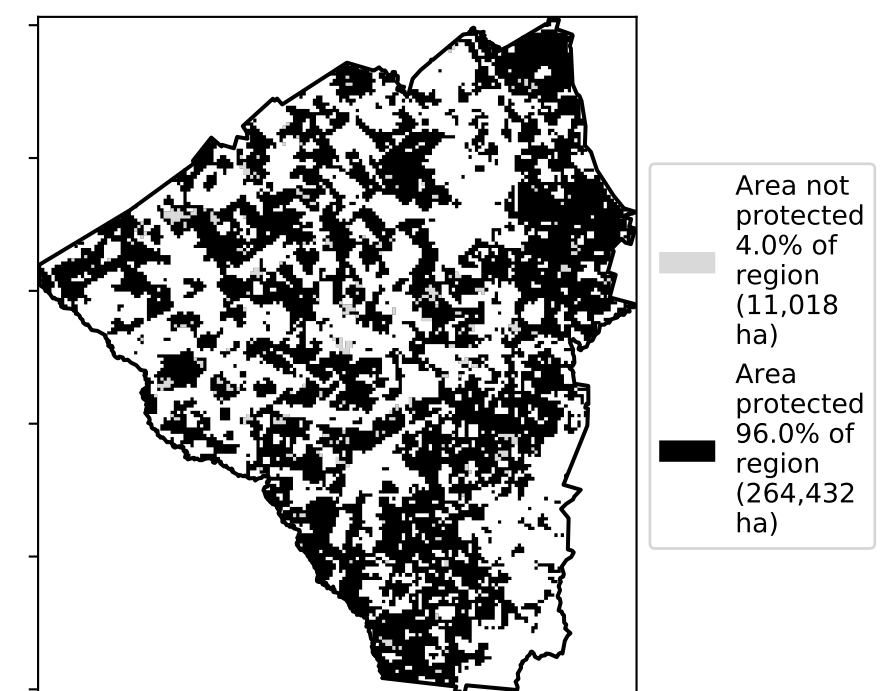 Area not
protected
4.0% of
region
(11,018
ha)
Area
protected
96.0% of
region
(264,432
ha)